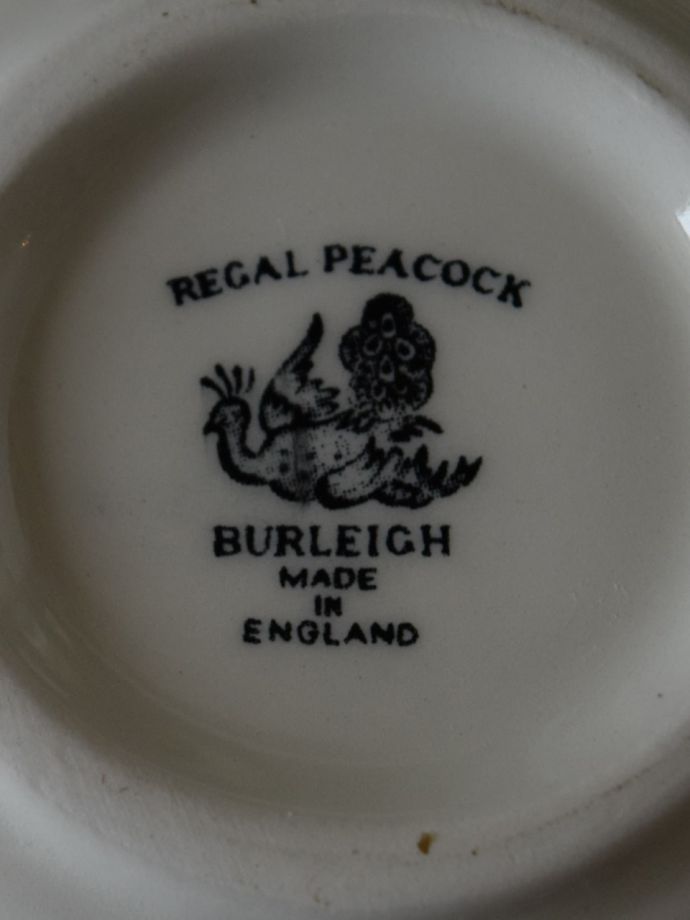 REGAL PEACOCK
BURLEIGH
MADE
IN
ENGLAND